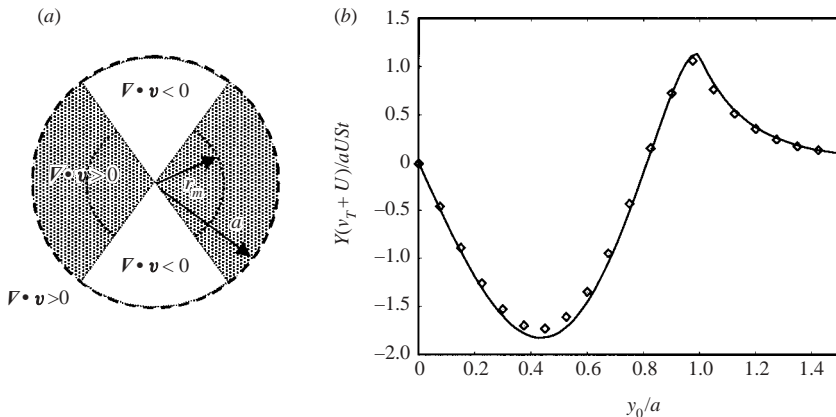 (a)
∇ • v < 0
∇ • v > 0
r_m
a
∇ • v < 0
∇ • v > 0
(b)
Y(v_T + U)/aUSt
1.5
1.0
0.5
0
−0.5
−1.0
−1.5
−2.0
0 0.2 0.4 0.6 0.8 1.0 1.2 1.4
y_0/a